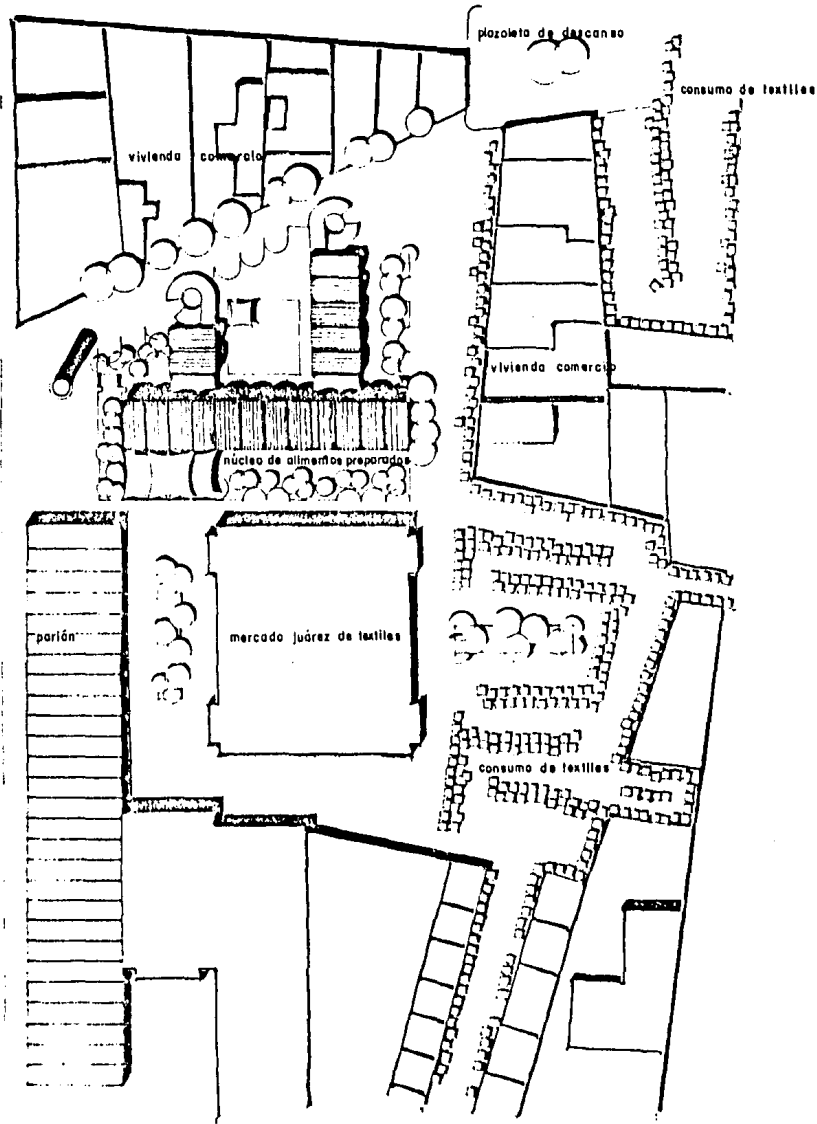 plazoleta de descanso
consumo de textiles
vivienda comercio
vivienda comercio
núcleo de alimentos preparados
parián
mercado juárez de textiles
consumo de textiles